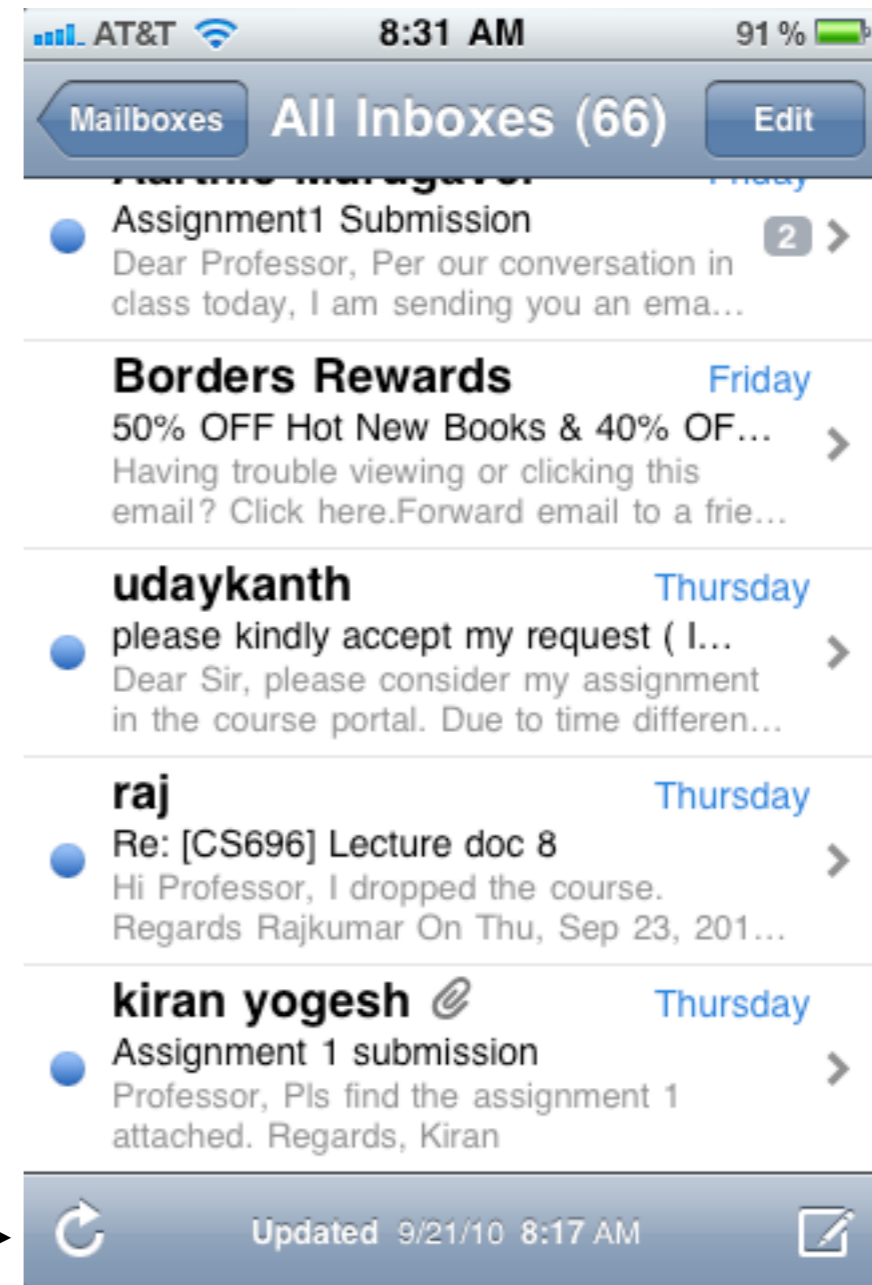 AT&T 8:31 AM 91 %
Mailboxes All Inboxes (66) Edit
Friday
Assignment1 Submission
2
Dear Professor, Per our conversation in
class today, I am sending you an ema…
Borders Rewards Friday
50% OFF Hot New Books & 40% OF…
Having trouble viewing or clicking this
email? Click here.Forward email to a frie…
udaykanth Thursday
please kindly accept my request ( I…
Dear Sir, please consider my assignment
in the course portal. Due to time differen…
raj Thursday
Re: [CS696] Lecture doc 8
Hi Professor, I dropped the course.
Regards Rajkumar On Thu, Sep 23, 201…
kiran yogesh Thursday
Assignment 1 submission
Professor, Pls find the assignment 1
attached. Regards, Kiran
Updated 9/21/10 8:17 AM